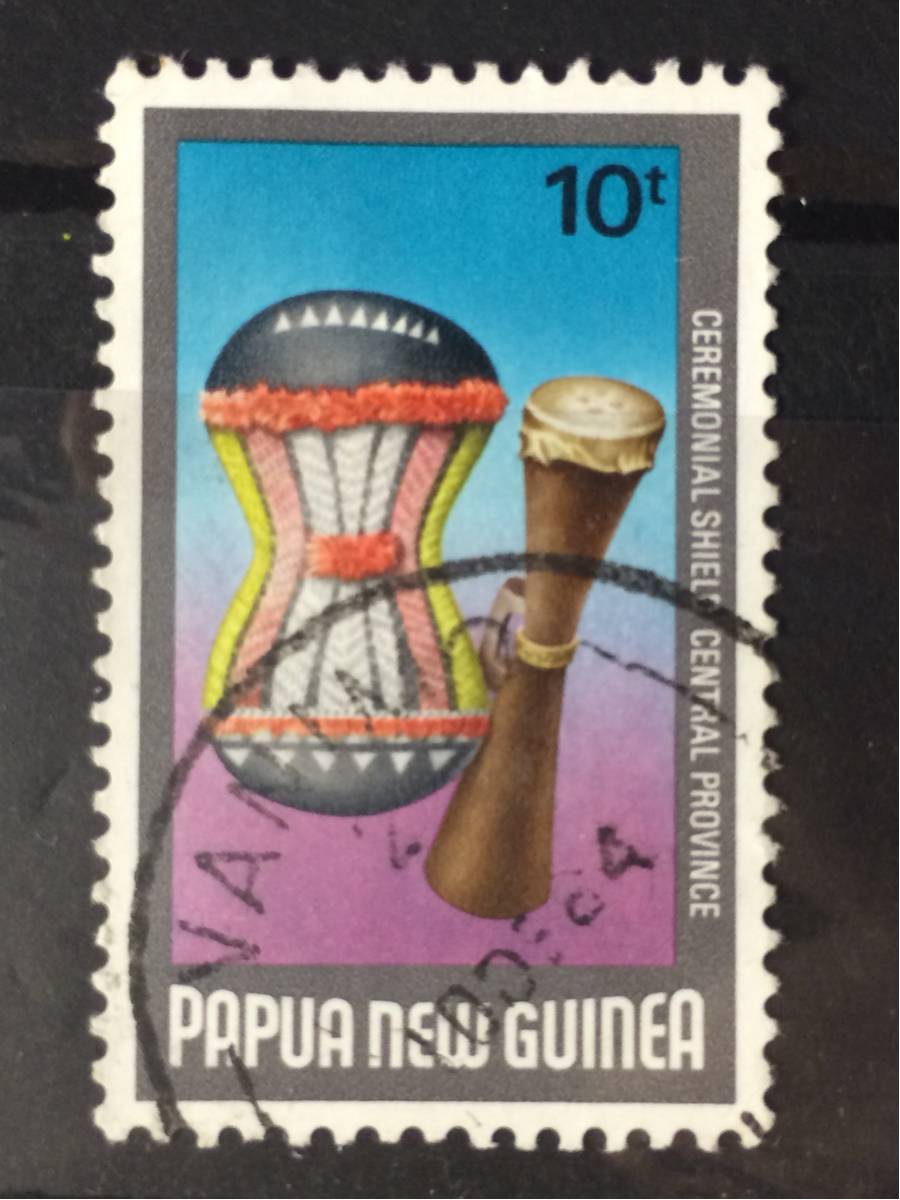 10t
CEREMONIAL SHIELD CENTRAL PROVINCE
PAPUA NEW GUINEA